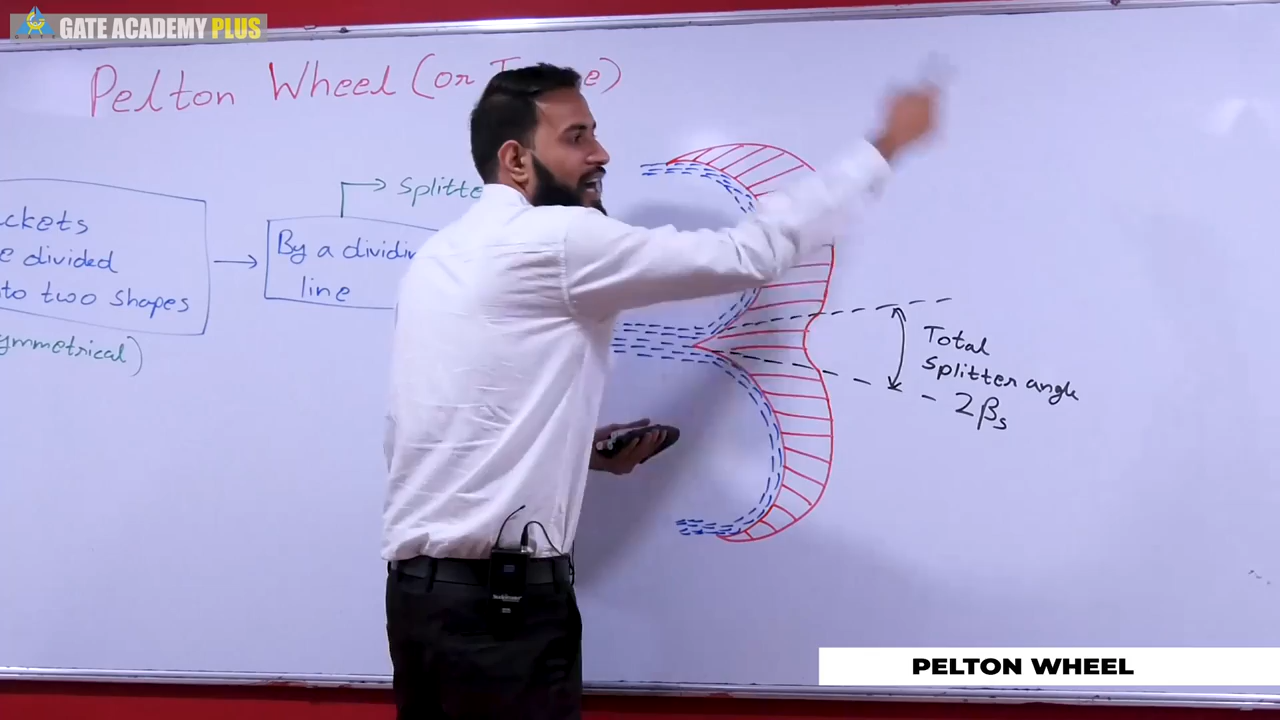 GATE ACADEMY PLUS
Pelton Wheel (or
Splitte
ckets
e divided
to two shapes
ymmetrical)
By a dividin
line
Total
splitter angle
- 2βs
PELTON WHEEL